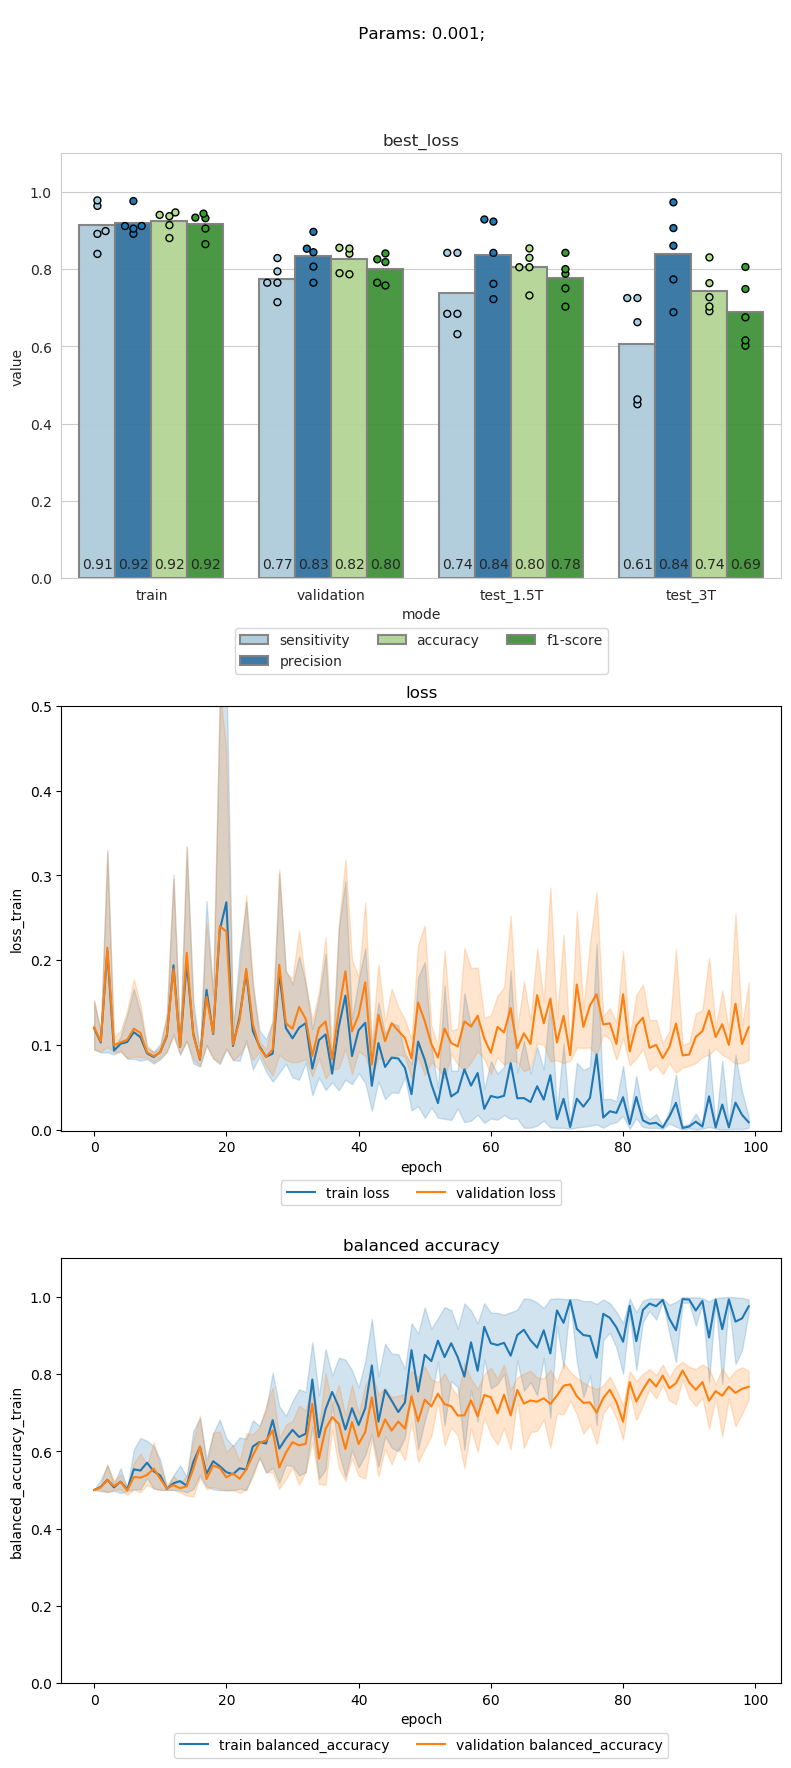 Params: 0.001;
best_loss
1.0
0.8
0.6
0.4
0.2
0.0
value
0.91 0.92 0.92 0.92 0.77 0.83 0.82 0.80 0.74 0.84 0.80 0.78 0.61 0.84 0.74 0.69
train validation test_1.5T test_3T
mode
sensitivity accuracy f1-score
precision
loss
0.5
0.4
0.3
0.2
0.1
0.0
loss_train
0 20 40 60 80 100
epoch
train loss validation loss
balanced accuracy
1.0
0.8
0.6
0.4
0.2
0.0
balanced_accuracy_train
0 20 40 60 80 100
epoch
train balanced_accuracy validation balanced_accuracy